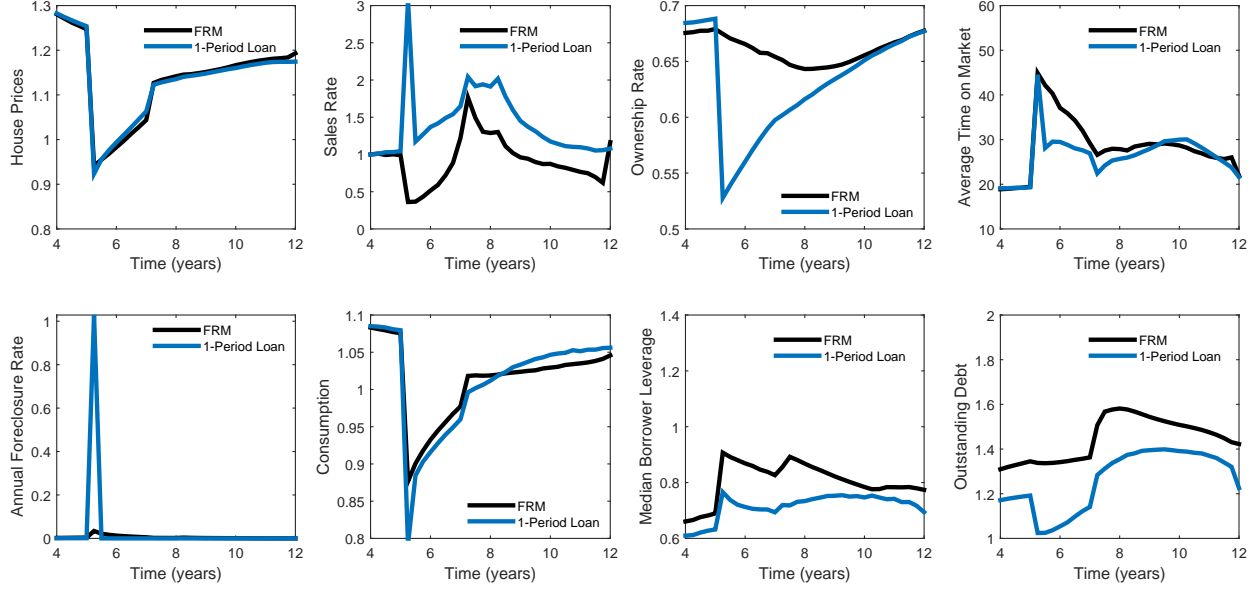 House Prices
1.3
1.2
1.1
1
0.9
0.8
FRM
1-Period Loan
4 6 8 10 12
Time (years)
Sales Rate
3
2.5
2
1.5
1
0.5
0
FRM
1-Period Loan
4 6 8 10 12
Time (years)
Ownership Rate
0.7
0.65
0.6
0.55
0.5
FRM
1-Period Loan
4 6 8 10 12
Time (years)
Average Time on Market
60
50
40
30
20
10
FRM
1-Period Loan
4 6 8 10 12
Time (years)
Annual Foreclosure Rate
1
0.8
0.6
0.4
0.2
0
FRM
1-Period Loan
4 6 8 10 12
Time (years)
Consumption
1.1
1.05
1
0.95
0.9
0.85
0.8
FRM
1-Period Loan
4 6 8 10 12
Time (years)
Median Borrower Leverage
1.4
1.2
1
0.8
0.6
FRM
1-Period Loan
4 6 8 10 12
Time (years)
Outstanding Debt
2
1.8
1.6
1.4
1.2
1
FRM
1-Period Loan
4 6 8 10 12
Time (years)